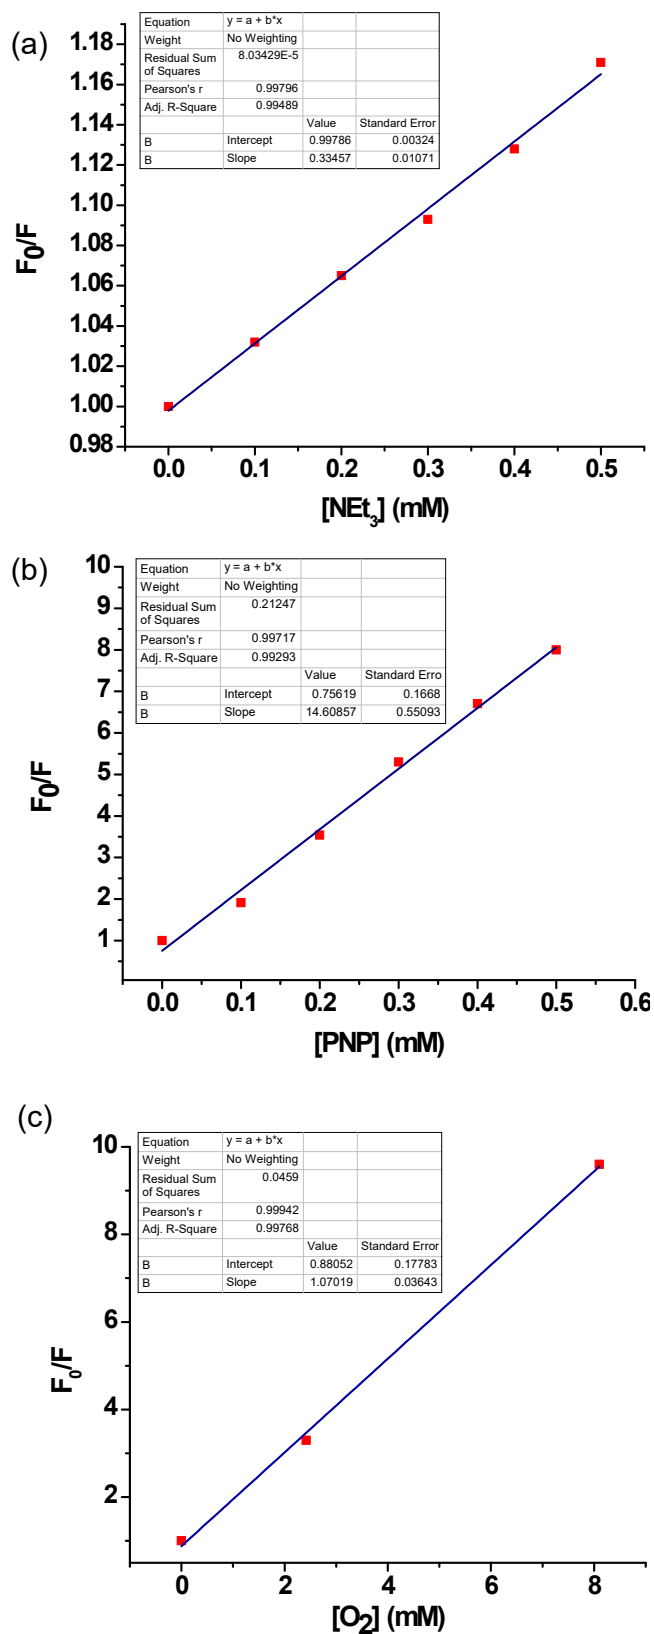 (a)
Equation y = a + b*x
Weight No Weighting
Residual Sum of Squares 8.03429E-5
Pearson's r 0.99796
Adj. R-Square 0.99489
Value Standard Error
B Intercept 0.99786 0.00324
B Slope 0.33457 0.01071
1.18
1.16
1.14
1.12
1.10
1.08
1.06
1.04
1.02
1.00
0.98
F0/F
0.0 0.1 0.2 0.3 0.4 0.5
[NEt3] (mM)
(b)
Equation y = a + b*x
Weight No Weighting
Residual Sum of Squares 0.21247
Pearson's r 0.99717
Adj. R-Square 0.99293
Value Standard Erro
B Intercept 0.75619 0.1668
B Slope 14.60857 0.55093
10
9
8
7
6
5
4
3
2
1
F0/F
0.0 0.1 0.2 0.3 0.4 0.5 0.6
[PNP] (mM)
(c)
Equation y = a + b*x
Weight No Weighting
Residual Sum of Squares 0.0459
Pearson's r 0.99942
Adj. R-Square 0.99768
Value Standard Error
B Intercept 0.88052 0.17783
B Slope 1.07019 0.03643
10
8
6
4
2
F0/F
0 2 4 6 8
[O2] (mM)